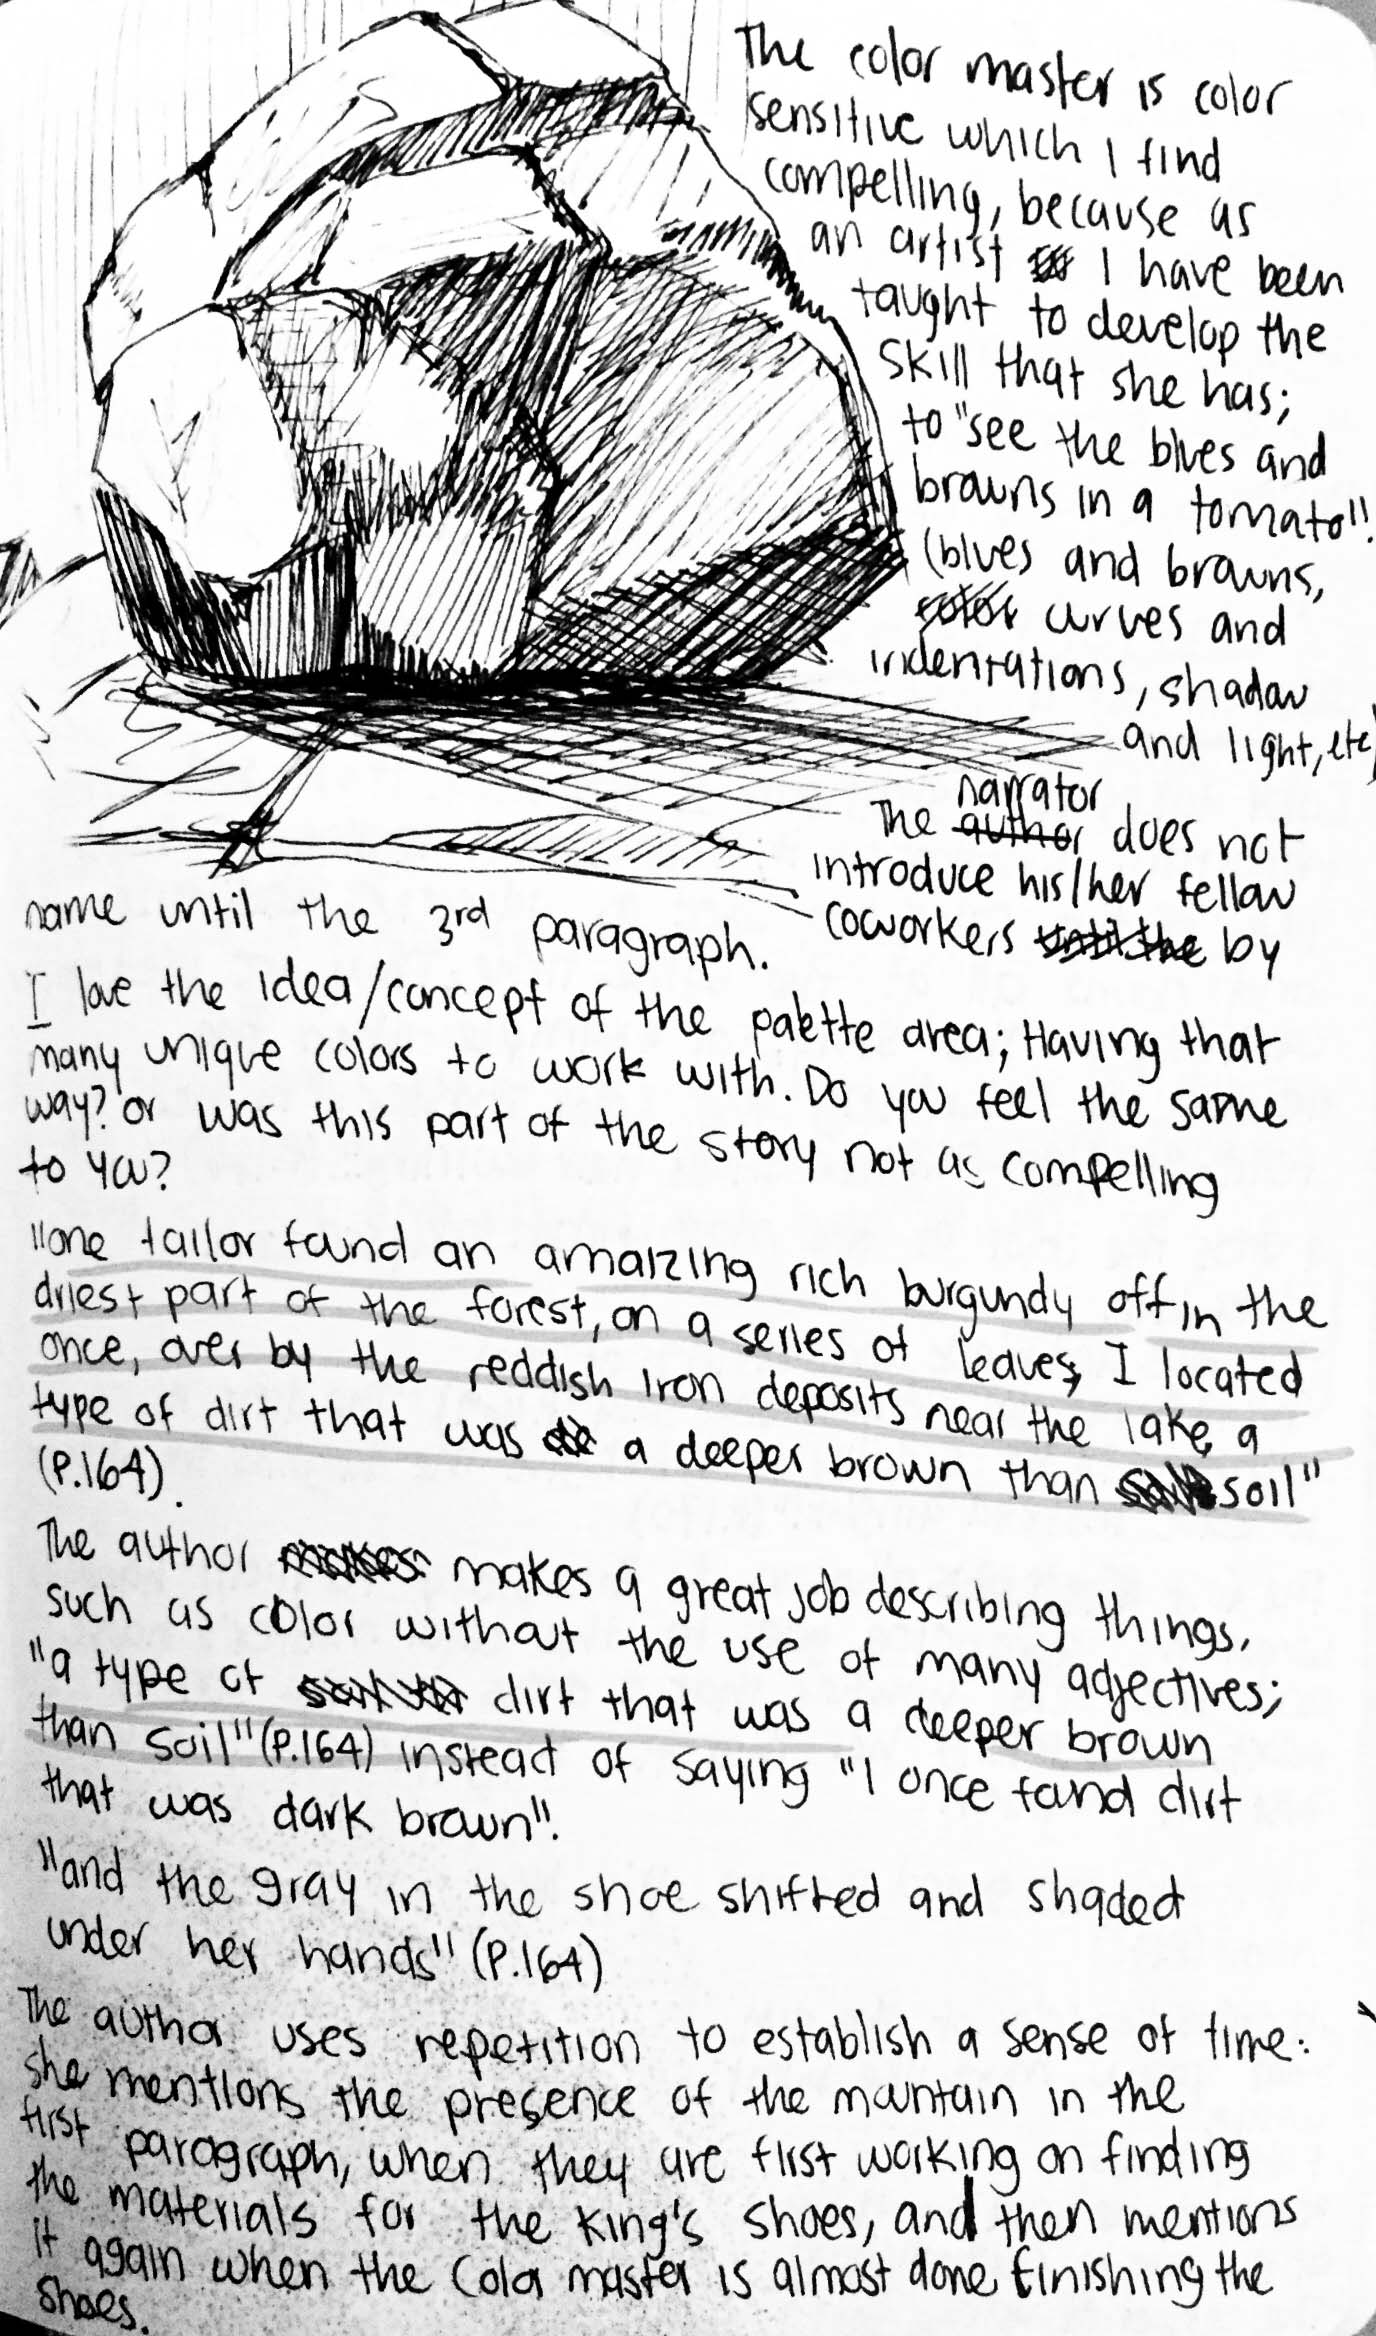 The color master is color
sensitive which I find
compelling, because as
an artist I have been
taught to develop the
skill that she has;
to "see the blues and
browns in a tomato".
(blues and browns,
color curves and
indentations, shadow
and light, etc)
narrator
The author does not
introduce his/her fellow
coworkers until the by
name until the 3rd paragraph.
I love the idea/concept of the palette area; Having that
many unique colors to work with. Do you feel the same
way? or was this part of the story not as compelling
to you?
"one tailor found an amaizing rich burgundy off in the
driest part of the forest, on a series of leaves, I located
once, over by the reddish iron deposits near the lake, a
type of dirt that was a deeper brown than soil"
(P.164).
The author makes makes a great job describing things,
such as color without the use of many adjectives;
"a type of dirt that was a deeper brown
than soil" (P.164) instead of saying "I once found dirt
that was dark brown".
"and the gray in the shoe shifted and shaded
under her hands" (P.164)
The author uses repetition to establish a sense of time:
she mentions the presence of the mountain in the
first paragraph, when they are first working on finding
the materials for the King's shoes, and then mentions
it again when the Color master is almost done finishing the
shoes.